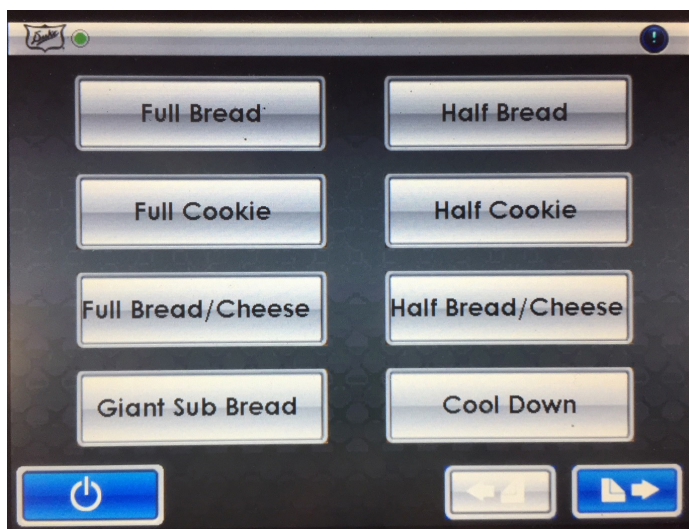 Duke
!
Full Bread Half Bread
Full Cookie Half Cookie
Full Bread/Cheese Half Bread/Cheese
Giant Sub Bread Cool Down